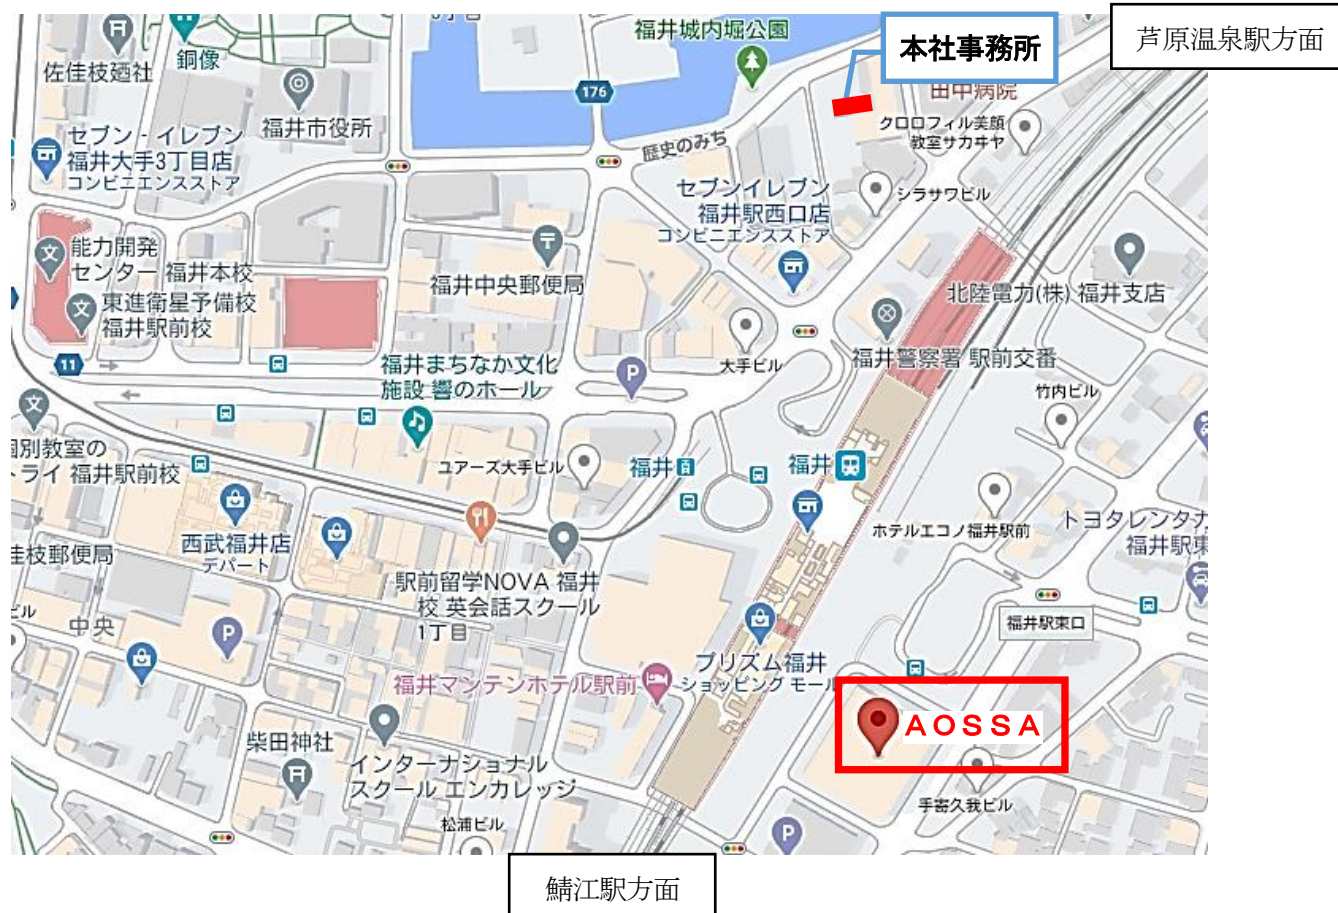 福井城内堀公園
本社事務所
芦原温泉駅方面
佐佳枝廼社
銅像
176
田中病院
福井市役所
クロロフィル美顔
教室サカヰヤ
セブン - イレブン
福井大手3丁目店
コンビニエンスストア
歴史のみち
セブンイレブン
福井駅西口店
コンビニエンスストア
シラサワビル
能力開発
センター 福井本校
福井中央郵便局
北陸電力(株) 福井支店
東進衛星予備校
福井駅前校
11
福井まちなか文化
施設 響のホール
P
大手ビル
福井警察署 駅前交番
竹内ビル
個別教室の
トライ 福井駅前校
ユアーズ大手ビル
福井
福井
ホテルエコノ福井駅前
トヨタレンタカ
福井駅東
西武福井店
デパート
佳枝郵便局
駅前留学NOVA 福井
校 英会話スクール
1丁目
福井駅東口
ビル
中央
P
プリズム福井
ショッピング モール
福井マンテンホテル駅前
AOSSA
柴田神社
インターナショナル
スクール エンカレッジ
手寄久我ビル
松浦ビル
P
鯖江駅方面